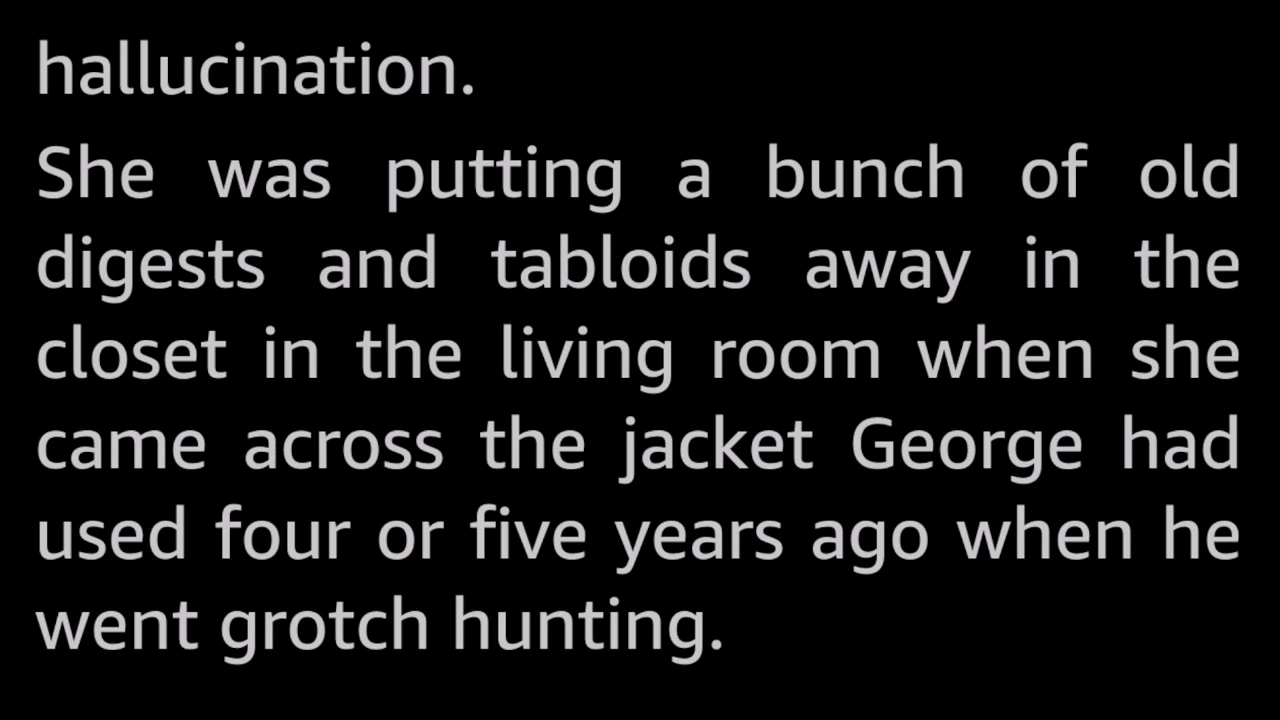 hallucination.
She was putting a bunch of old
digests and tabloids away in the
closet in the living room when she
came across the jacket George had
used four or five years ago when he
went grotch hunting.